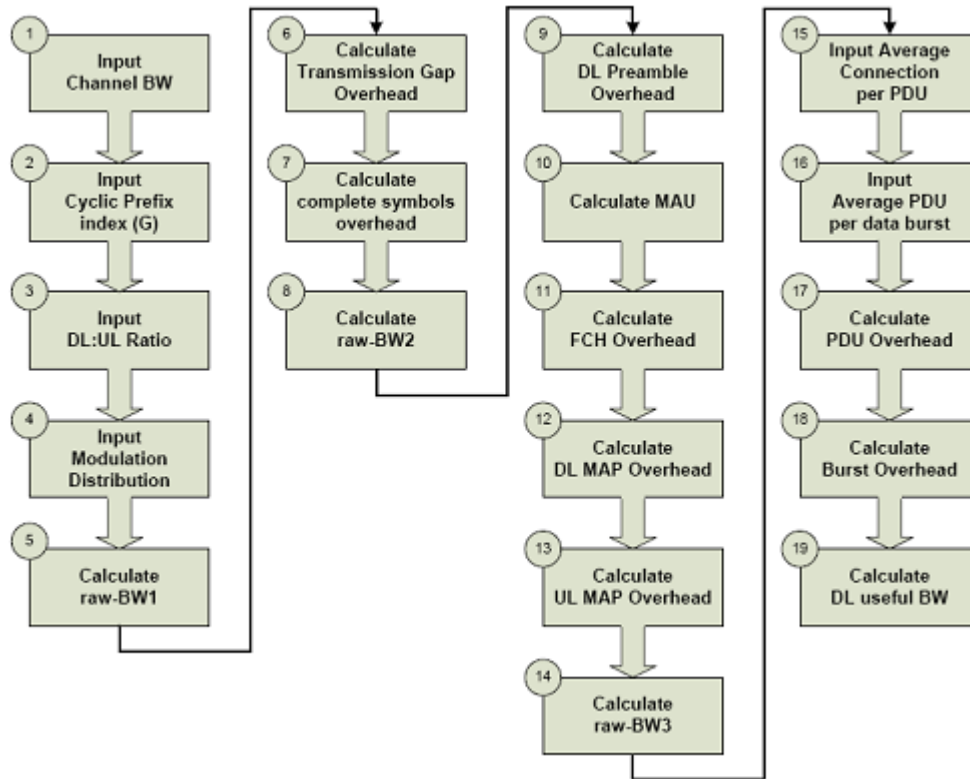 1
Input
Channel BW
2
Input
Cyclic Prefix
index (G)
3
Input
DL:UL Ratio
4
Input
Modulation
Distribution
5
Calculate
raw-BW1
6
Calculate
Transmission Gap
Overhead
7
Calculate
complete symbols
overhead
8
Calculate
raw-BW2
9
Calculate
DL Preamble
Overhead
10
Calculate MAU
11
Calculate
FCH Overhead
12
Calculate
DL MAP Overhead
13
Calculate
UL MAP Overhead
14
Calculate
raw-BW3
15
Input Average
Connection
per PDU
16
Input
Average PDU
per data burst
17
Calculate
PDU Overhead
18
Calculate
Burst Overhead
19
Calculate
DL useful BW